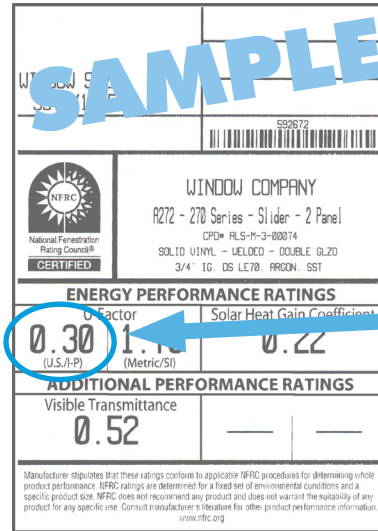 SAMPLE
592672
NFRC
National Fenestration
Rating Council®
CERTIFIED
WINDOW COMPANY
A272 - 270 Series - Slider - 2 Panel
CPD# RLS-M-3-00074
SOLID VINYL - WELDED - DOUBLE GLZD
3/4" IG, DS LE70, ARGON, SST
ENERGY PERFORMANCE RATINGS
U-Factor
Solar Heat Gain Coefficient
0.30
(U.S./I-P)
(Metric/SI)
0.22
ADDITIONAL PERFORMANCE RATINGS
Visible Transmittance
0.52
Manufacturer stipulates that these ratings conform to applicable NFRC procedures for determining whole
product performance. NFRC ratings are determined for a fixed set of environmental conditions and a
specific product size. NFRC does not recommend any product and does not warrant the suitability of any
product for any specific use. Consult manufacturer's literature for other product performance information.
www.nfrc.org